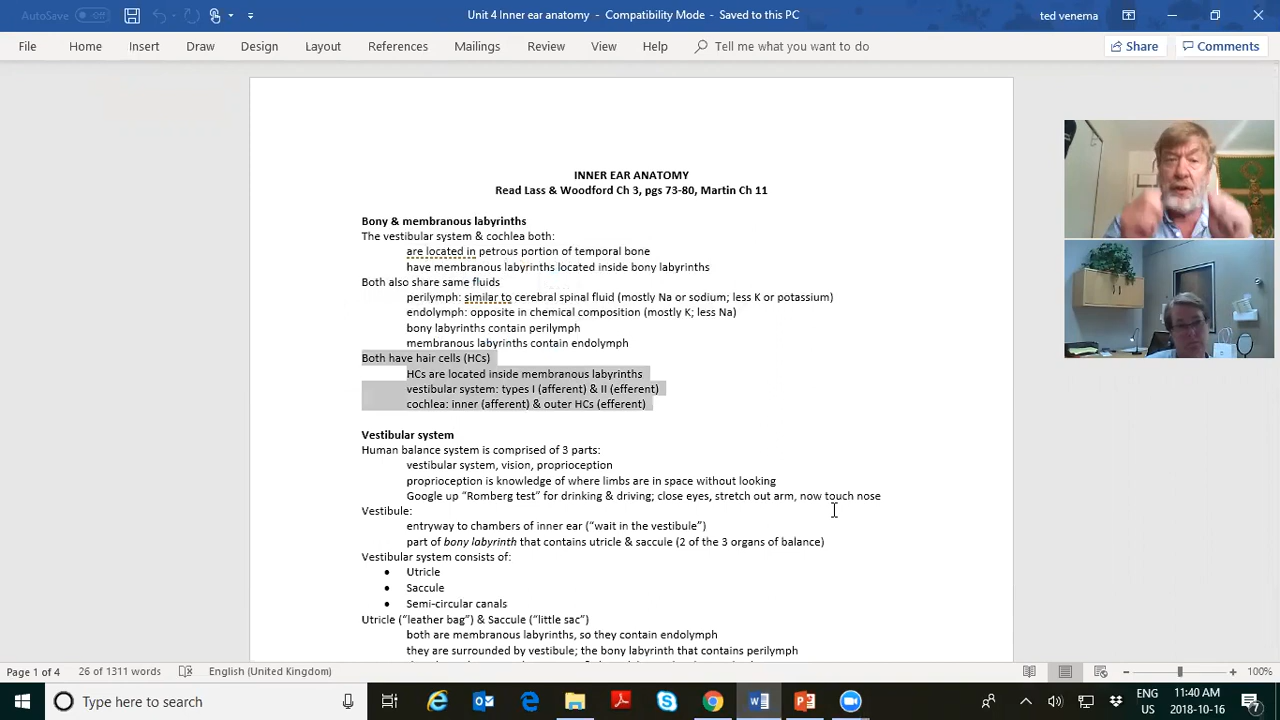 AutoSave Off
Unit 4 Inner ear anatomy - Compatibility Mode - Saved to this PC
ted venema
File Home Insert Draw Design Layout References Mailings Review View Help Tell me what you want to do Share Comments
INNER EAR ANATOMY
Read Lass & Woodford Ch 3, pgs 73-80, Martin Ch 11
Bony & membranous labyrinths
The vestibular system & cochlea both:
are located in petrous portion of temporal bone
have membranous labyrinths located inside bony labyrinths
Both also share same fluids
perilymph: similar to cerebral spinal fluid (mostly Na or sodium; less K or potassium)
endolymph: opposite in chemical composition (mostly K; less Na)
bony labyrinths contain perilymph
membranous labyrinths contain endolymph
Both have hair cells (HCs)
HCs are located inside membranous labyrinths
vestibular system: types I (afferent) & II (efferent)
cochlea: inner (afferent) & outer HCs (efferent)
Vestibular system
Human balance system is comprised of 3 parts:
vestibular system, vision, proprioception
proprioception is knowledge of where limbs are in space without looking
Google up “Romberg test” for drinking & driving; close eyes, stretch out arm, now touch nose
Vestibule:
entryway to chambers of inner ear (“wait in the vestibule”)
part of bony labyrinth that contains utricle & saccule (2 of the 3 organs of balance)
Vestibular system consists of:
• Utricle
• Saccule
• Semi-circular canals
Utricle (“leather bag”) & Saccule (“little sac”)
both are membranous labyrinths, so they contain endolymph
they are surrounded by vestibule; the bony labyrinth that contains perilymph
Page 1 of 4 26 of 1311 words English (United Kingdom) 100%
Type here to search
ENG 11:40 AM
US 2018-10-16
7